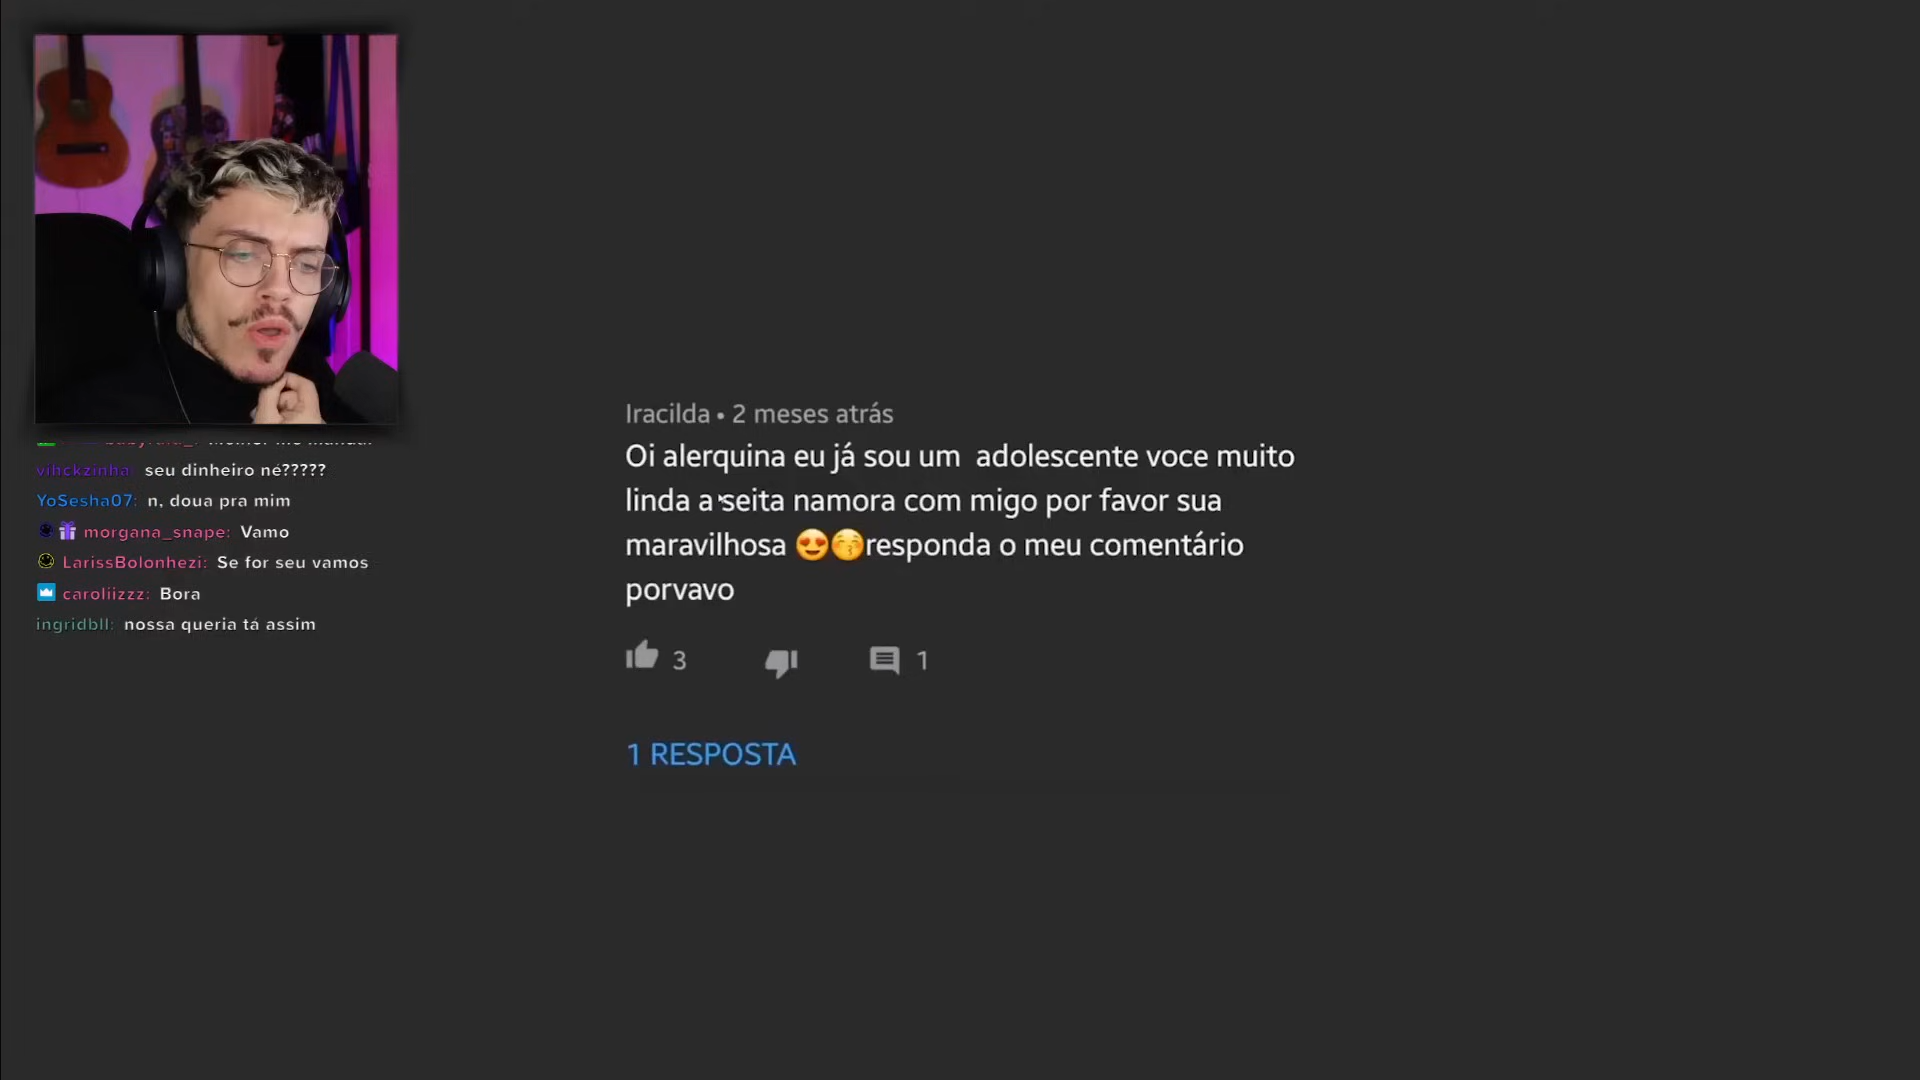 vihckzinha: seu dinheiro né?????
YoSesha07: n, doua pra mim
morgana_snape: Vamo
LarissBolonhezi: Se for seu vamos
caroliizzz: Bora
ingridbll: nossa queria tá assim
Iracilda • 2 meses atrás
Oi alerquina eu já sou um adolescente voce muito
linda a seita namora com migo por favor sua
maravilhosa 😍😚responda o meu comentário
porvavo
3 1
1 RESPOSTA